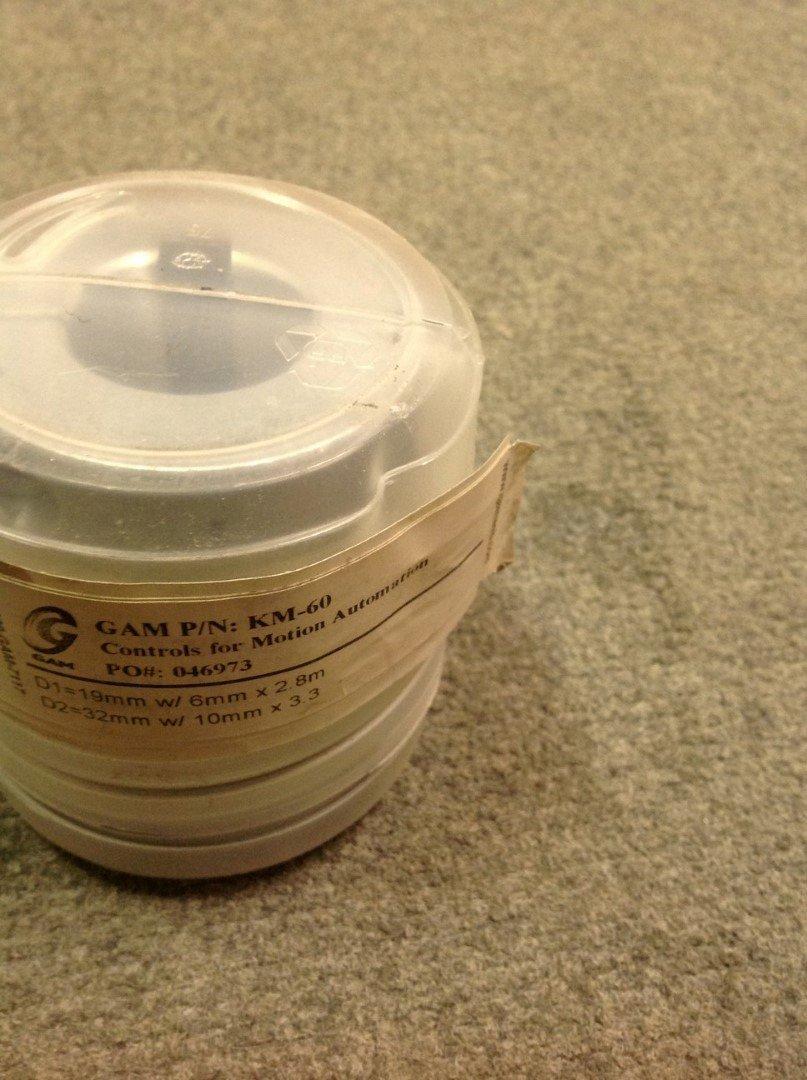 GAM
GAM P/N: KM-60
Controls for Motion Automation
PO#: 046973
D1=19mm w/ 6mm x 2.8m
D2=32mm w/ 10mm x 3.3